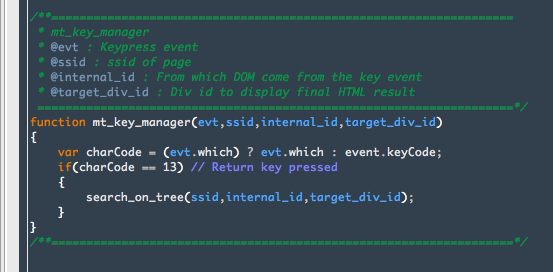 /**==================================================================
* mt_key_manager
* @evt : Keypress event
* @ssid : ssid of page
* @internal_id : From which DOM come from the key event
* @target_div_id : Div id to display final HTML result
==================================================================*/
function mt_key_manager(evt,ssid,internal_id,target_div_id)
{
var charCode = (evt.which) ? evt.which : event.keyCode;
if(charCode == 13) // Return key pressed
{
search_on_tree(ssid,internal_id,target_div_id);
}
}
/**==================================================================*/